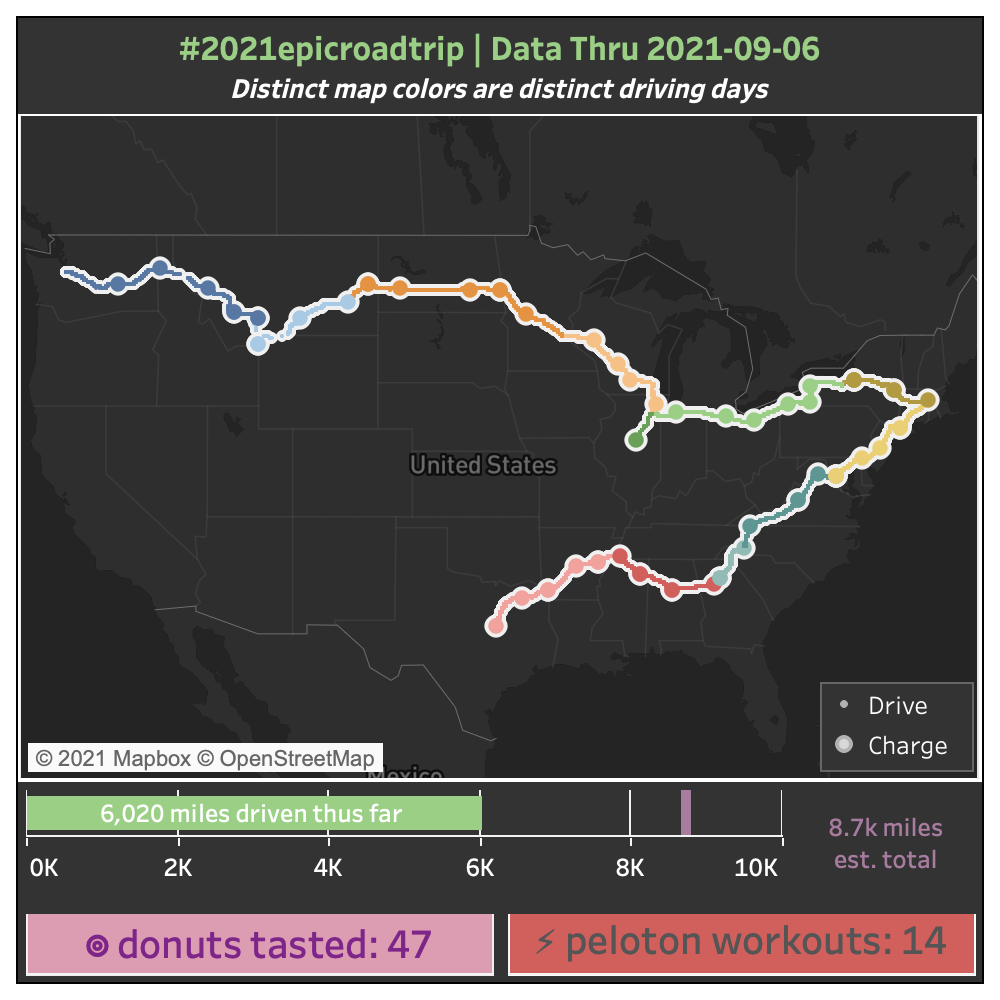 #2021epicroadtrip | Data Thru 2021-09-06
Distinct map colors are distinct driving days
United States
Drive
Charge
© 2021 Mapbox © OpenStreetMap
Mexico
6,020 miles driven thus far
0K 2K 4K 6K 8K 10K
8.7k miles
est. total
donuts tasted: 47
⚡ peloton workouts: 14